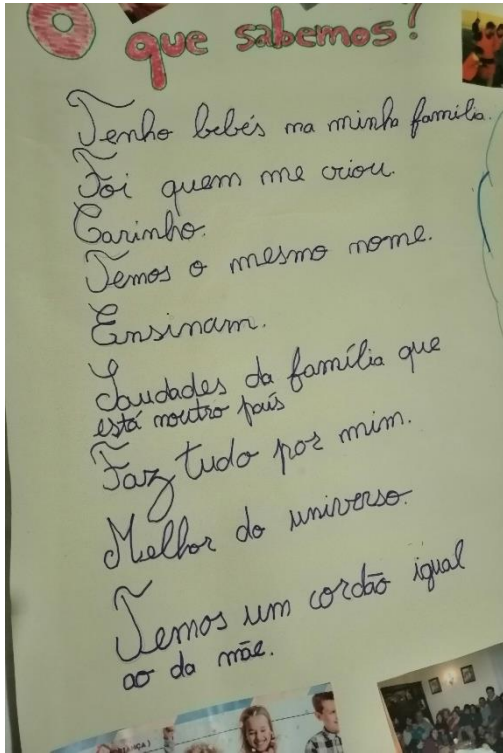 O que sabemos?
Tenho bebés na minha família.
Foi quem me criou.
Carinho.
Temos o mesmo nome.
Ensinam.
Saudades da família que
está noutro país
Faz tudo por mim.
Melhor do universo.
Temos um cordão igual
ao da mãe.